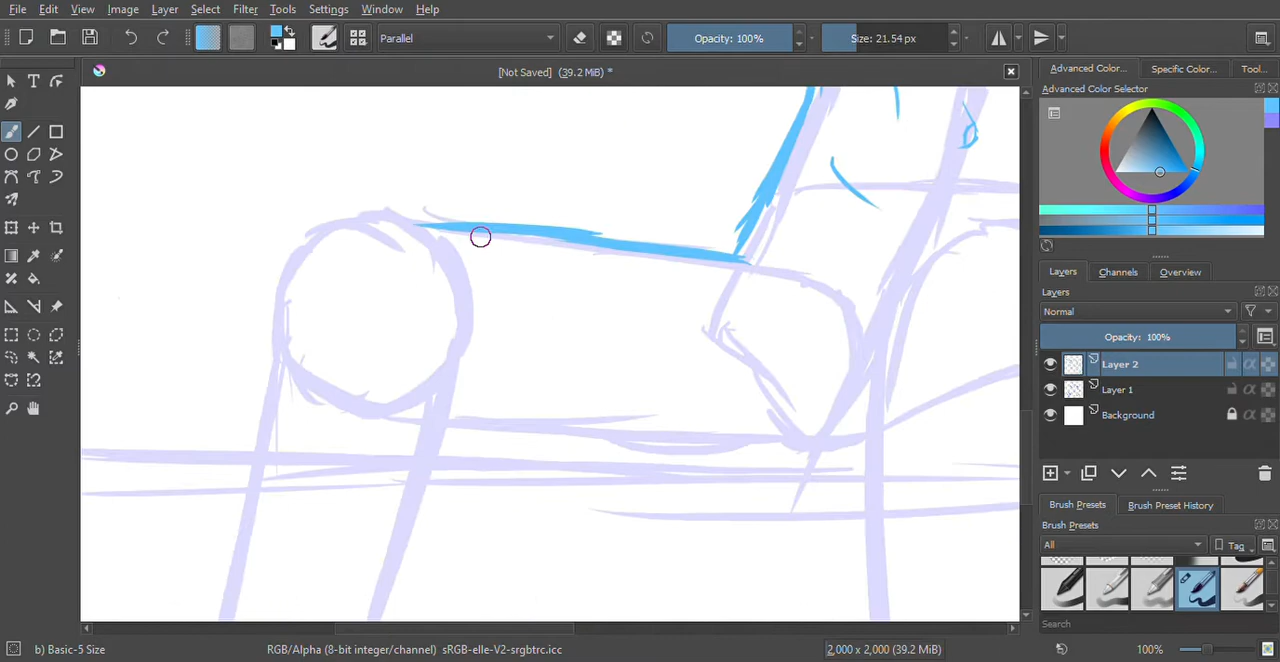 File Edit View Image Layer Select Filter Tools Settings Window Help
Parallel Opacity: 100% Size: 21.54 px
[Not Saved] (39.2 MiB) *
Advanced Color... Specific Color... Tool...
Advanced Color Selector
Layers Channels Overview
Layers
Normal
Opacity: 100%
Layer 2
Layer 1
Background
Brush Presets Brush Preset History
Brush Presets
All Tag
Search
b) Basic-5 Size RGB/Alpha (8-bit integer/channel) sRGB-elle-V2-srgbtrc.icc 2,000 x 2,000 (39.2 MiB) 100%